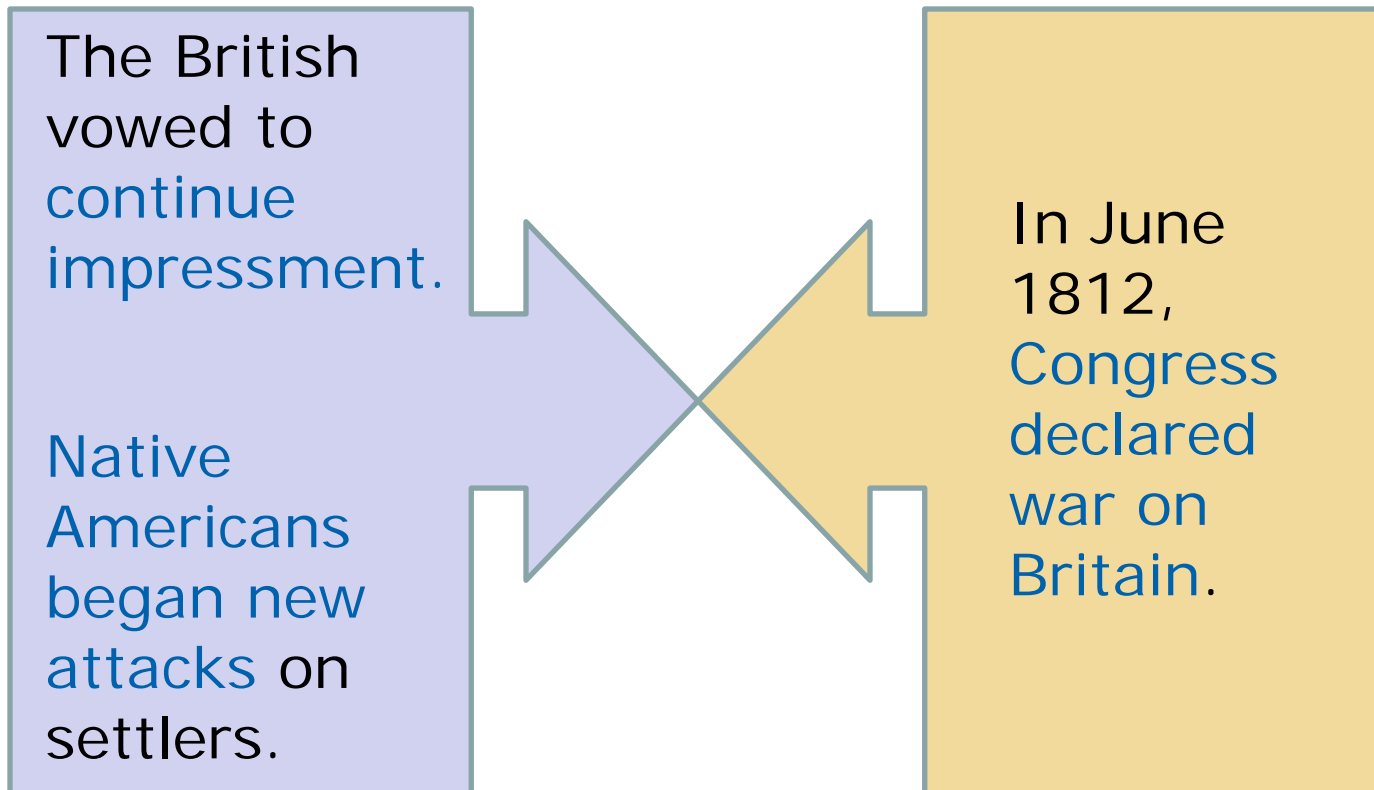 The British
vowed to
continue
impressment.
Native
Americans
began new
attacks on
settlers.
In June
1812,
Congress
declared
war on
Britain.